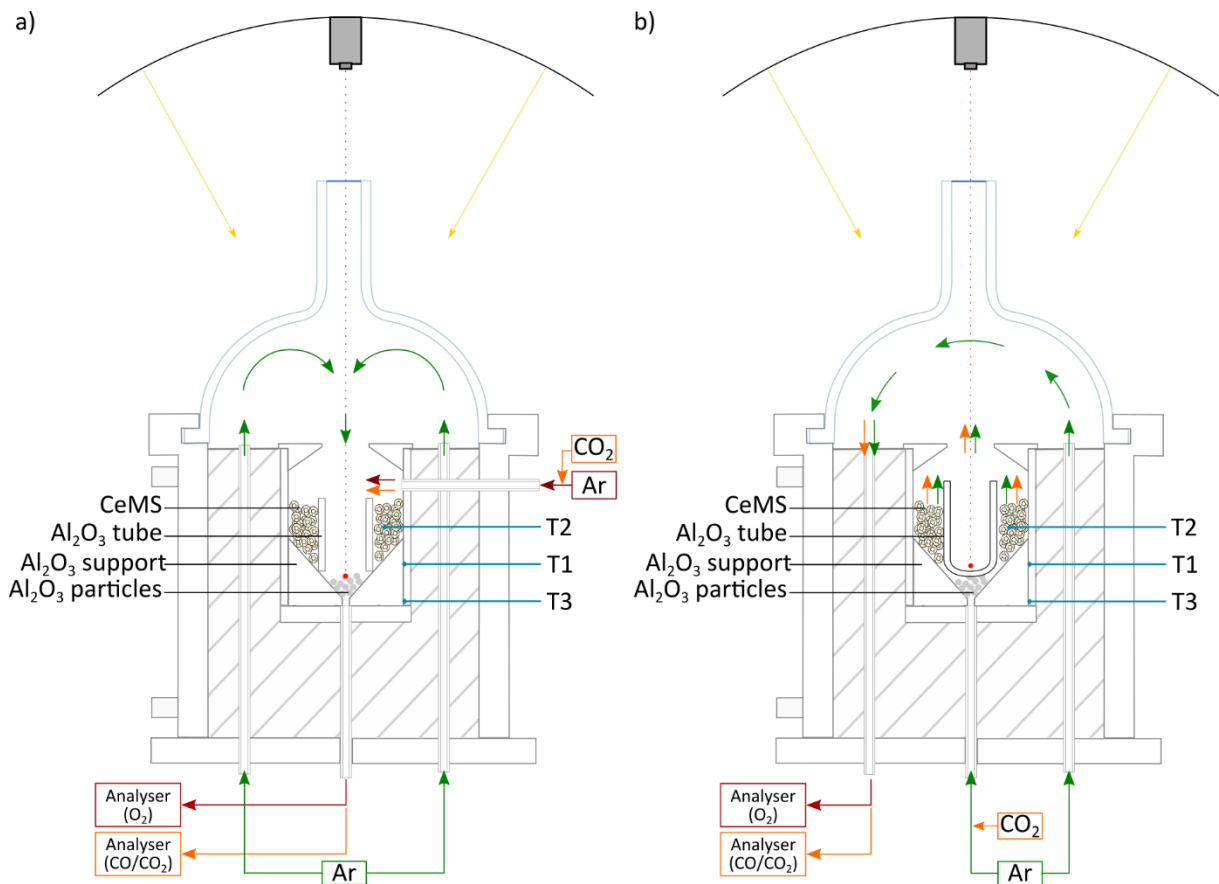 a)
CO₂
Ar
CeMS
Al₂O₃ tube
Al₂O₃ support
Al₂O₃ particles
T2
T1
T3
Analyser
(O₂)
Analyser
(CO/CO₂)
Ar
b)
CeMS
Al₂O₃ tube
Al₂O₃ support
Al₂O₃ particles
T2
T1
T3
Analyser
(O₂)
Analyser
(CO/CO₂)
CO₂
Ar